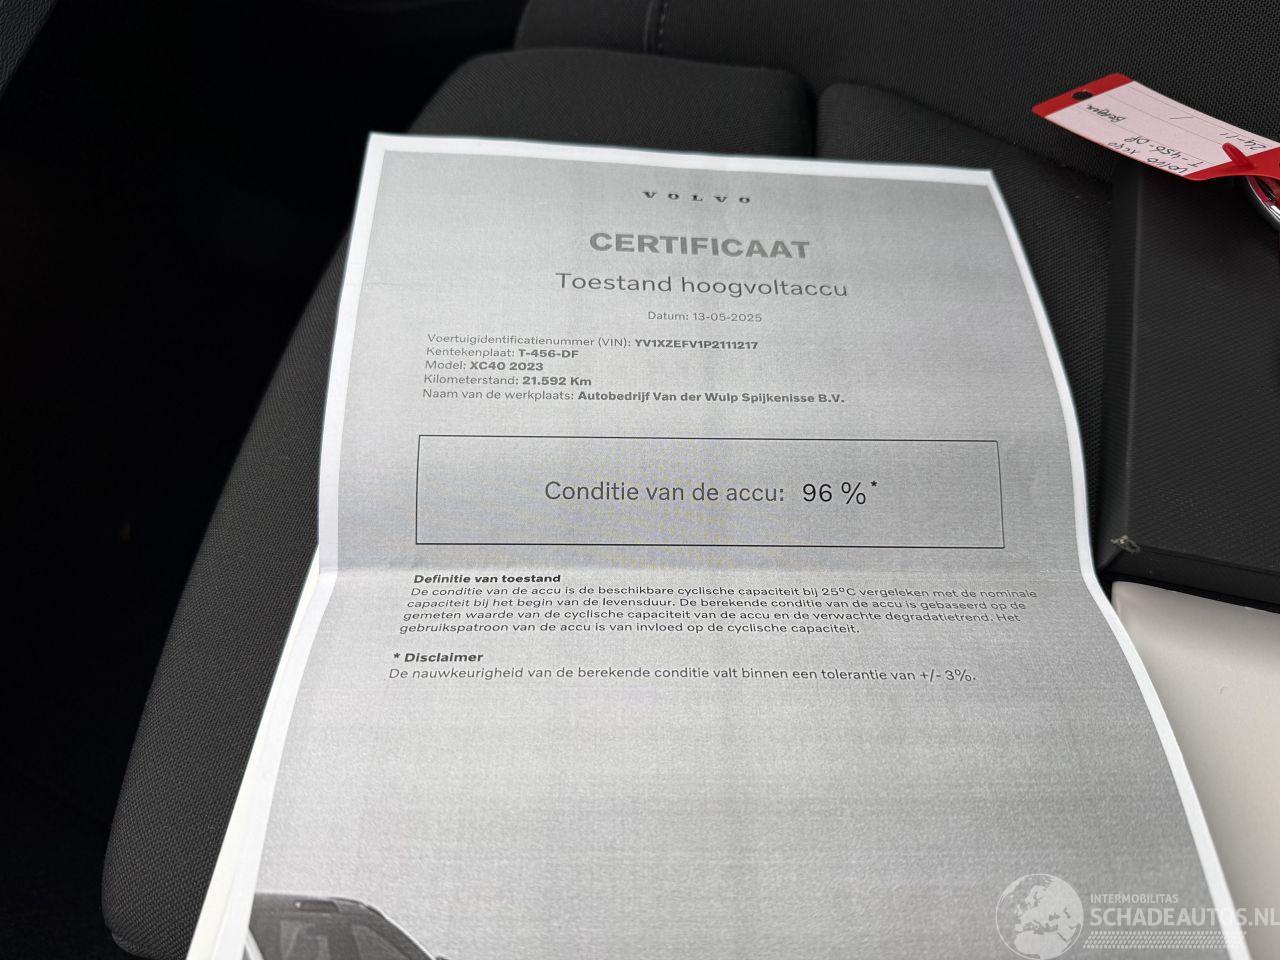 VOLVO
CERTIFICAAT
Toestand hoogvoltaccu
Datum: 13-05-2025
Voertuigidentificatienummer (VIN): YV1XZEFV1P2111217
Kentekenplaat: T-456-DF
Model: XC40 2023
Kilometerstand: 21.592 Km
Naam van de werkplaats: Autobedrijf Van der Wulp Spijkenisse B.V.
Conditie van de accu: 96 %*
Definitie van toestand
De conditie van de accu is de beschikbare cyclische capaciteit bij 25°C vergeleken met de nominale
capaciteit bij het begin van de levensduur. De berekende conditie van de accu is gebaseerd op de
gemeten waarde van de cyclische capaciteit van de accu en de verwachte degradatietrend. Het
gebruikspatroon van de accu is van invloed op de cyclische capaciteit.
* Disclaimer
De nauwkeurigheid van de berekende conditie valt binnen een tolerantie van +/- 3%.
VOLVO XC40
T-456-DF
INTERMOBILITAS
SCHADEAUTOS.NL